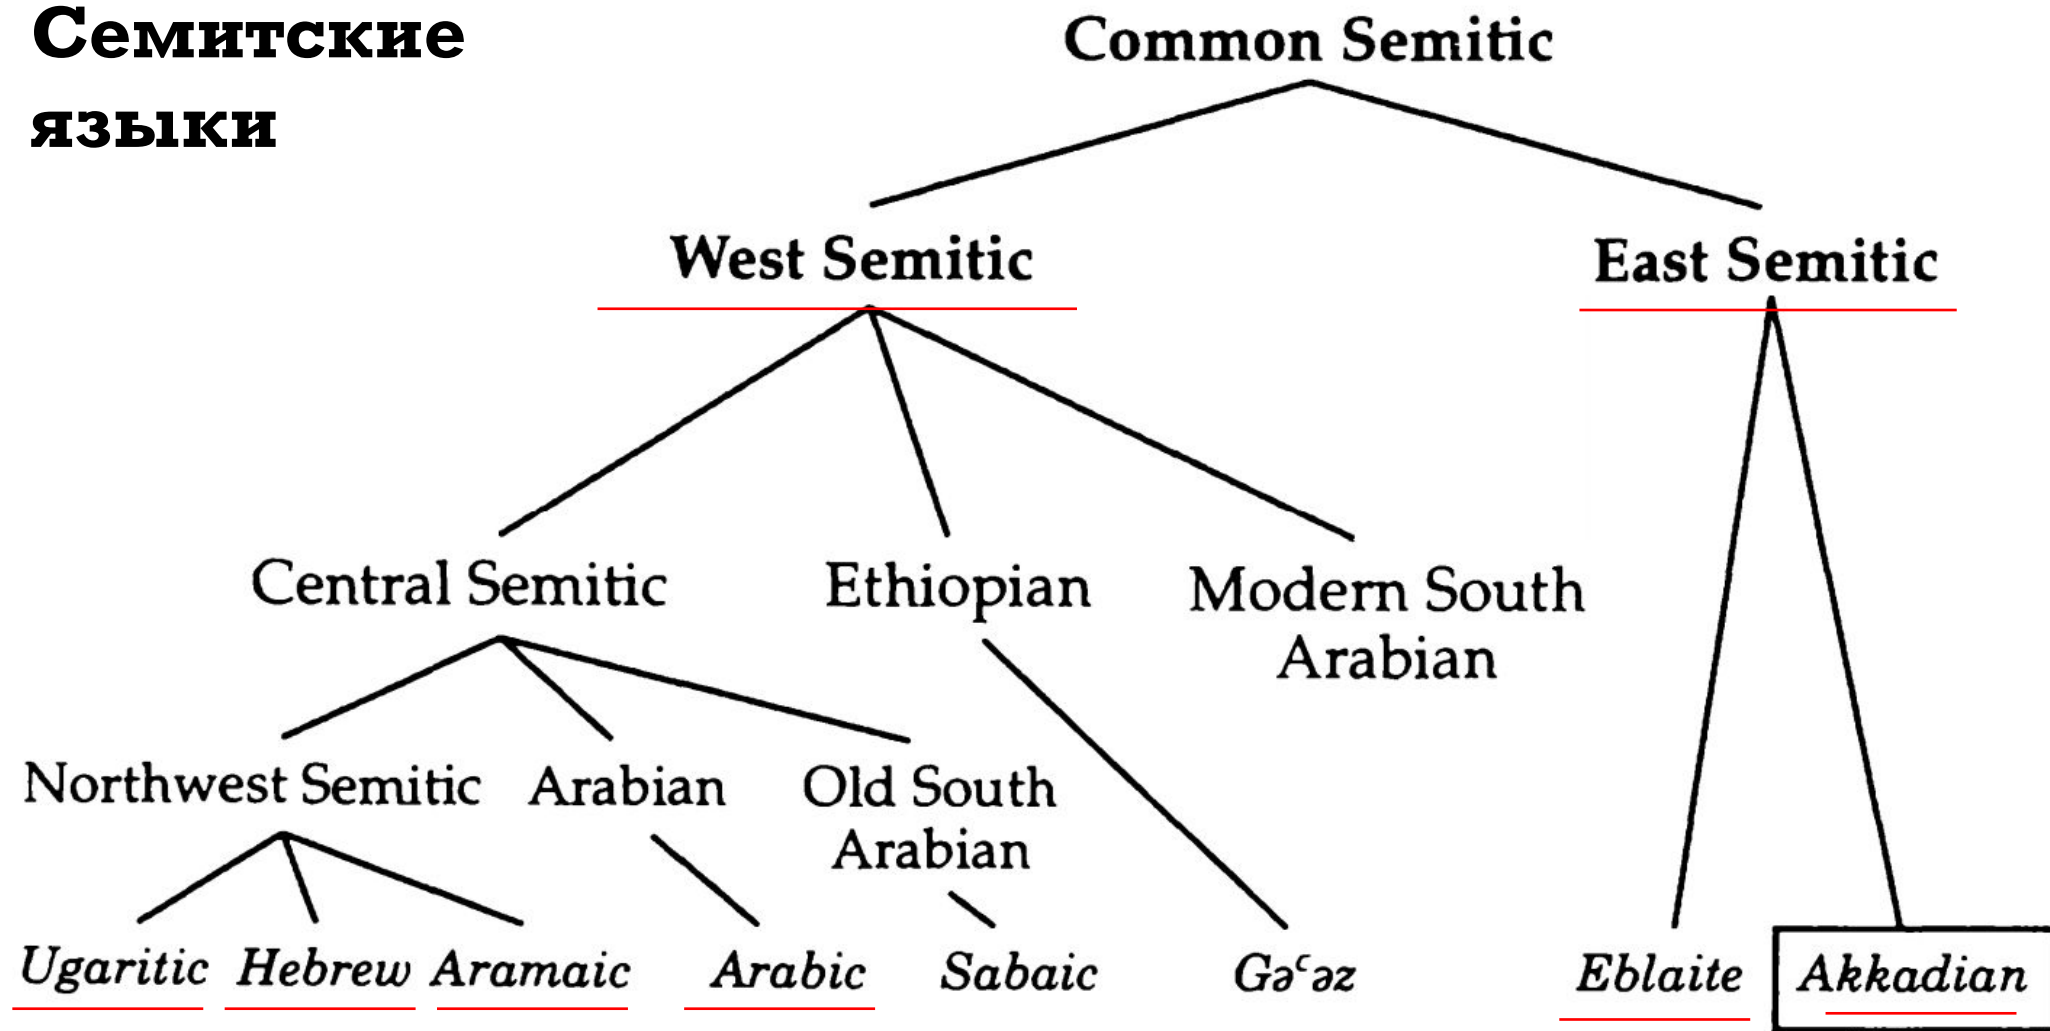 Семитские
языки
Common Semitic
West Semitic
East Semitic
Central Semitic
Ethiopian
Modern South
Arabian
Northwest Semitic
Arabian
Old South
Arabian
Ugaritic
Hebrew
Aramaic
Arabic
Sabaic
Gəʿəz
Eblaite
Akkadian